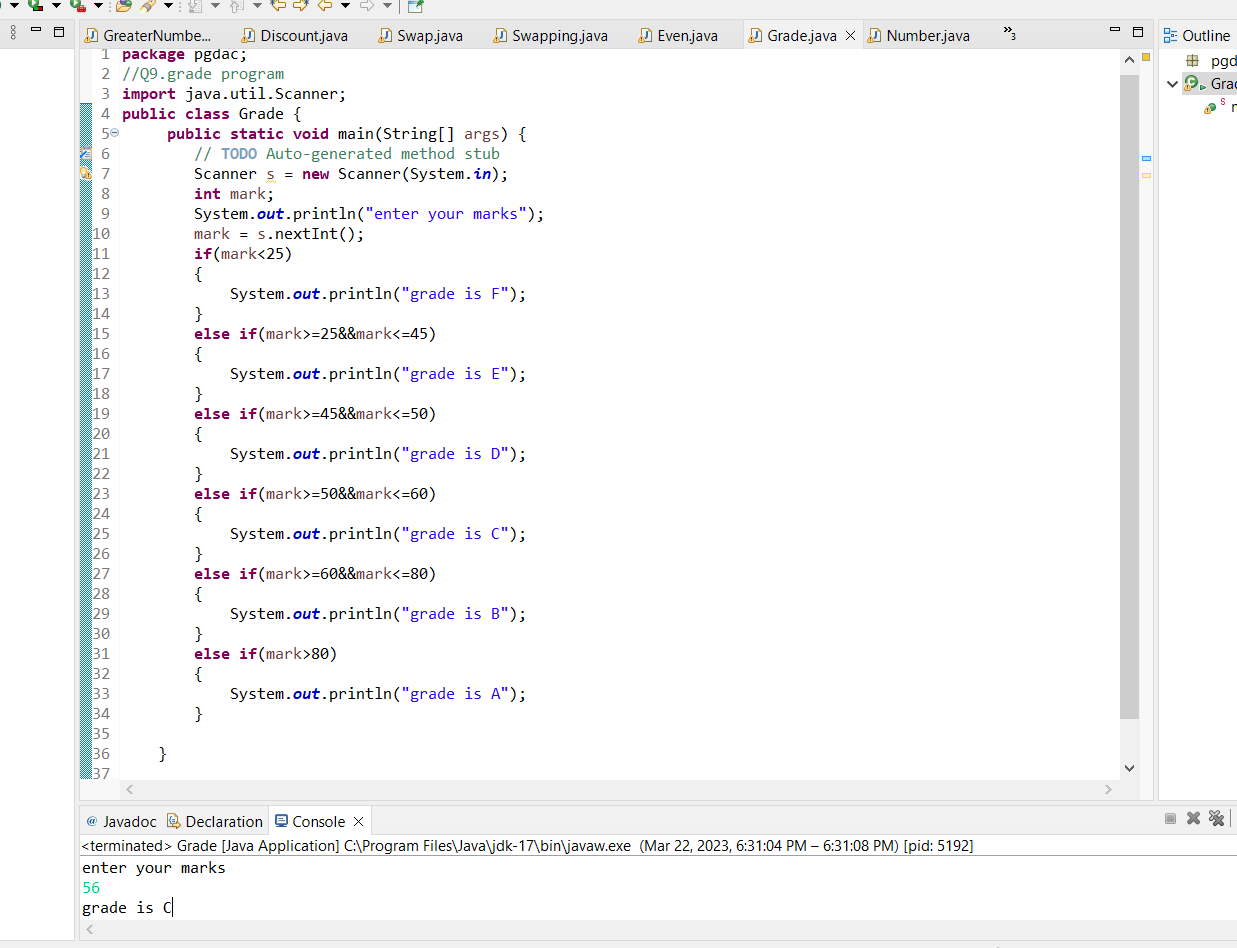 GreaterNumbe... Discount.java Swap.java Swapping.java Even.java Grade.java Number.java »3 Outline
1 package pgdac;
pgd
2 //Q9.grade program
Grad
3 import java.util.Scanner;
4 public class Grade {
5 public static void main(String[] args) {
6 // TODO Auto-generated method stub
7 Scanner s = new Scanner(System.in);
8 int mark;
9 System.out.println("enter your marks");
10 mark = s.nextInt();
11 if(mark<25)
12 {
13 System.out.println("grade is F");
14 }
15 else if(mark>=25&&mark<=45)
16 {
17 System.out.println("grade is E");
18 }
19 else if(mark>=45&&mark<=50)
20 {
21 System.out.println("grade is D");
22 }
23 else if(mark>=50&&mark<=60)
24 {
25 System.out.println("grade is C");
26 }
27 else if(mark>=60&&mark<=80)
28 {
29 System.out.println("grade is B");
30 }
31 else if(mark>80)
32 {
33 System.out.println("grade is A");
34 }
35
36 }
37
@ Javadoc Declaration Console
<terminated> Grade [Java Application] C:\Program Files\Java\jdk-17\bin\javaw.exe (Mar 22, 2023, 6:31:04 PM – 6:31:08 PM) [pid: 5192]
enter your marks
56
grade is C